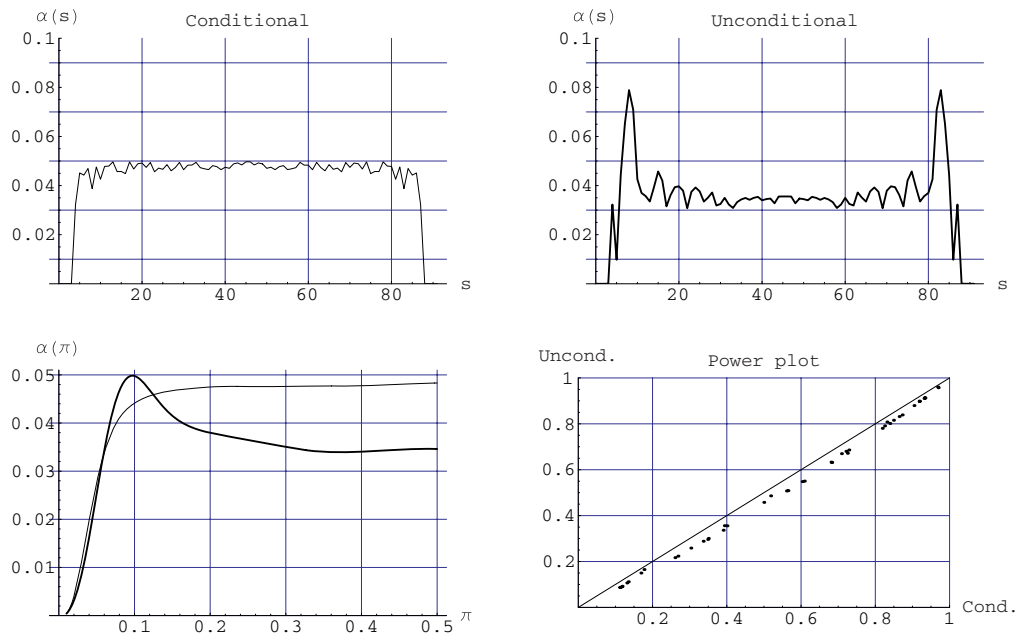 α(s)
Conditional
0.1
0.08
0.06
0.04
0.02
20 40 60 80
s
α(s)
Unconditional
0.1
0.08
0.06
0.04
0.02
20 40 60 80
s
α(π)
0.05
0.04
0.03
0.02
0.01
0.1 0.2 0.3 0.4 0.5
π
Uncond.
Power plot
1
0.8
0.6
0.4
0.2
0.2 0.4 0.6 0.8 1
Cond.